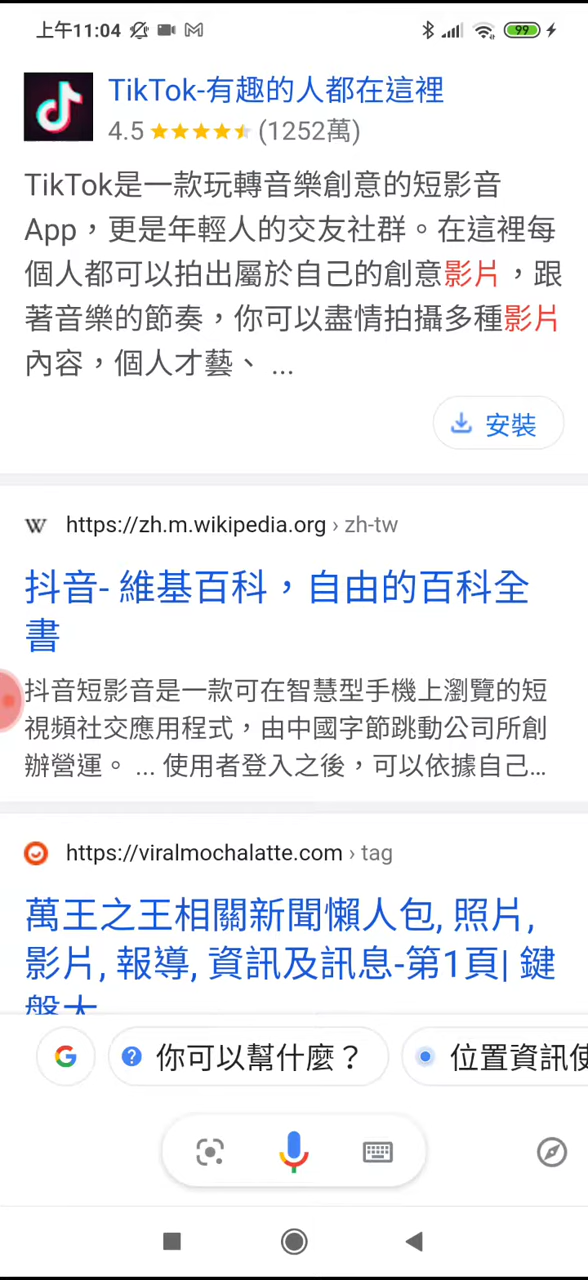 上午11:04
99
TikTok-有趣的人都在這裡
4.5 (1252萬)
TikTok是一款玩轉音樂創意的短影音
App，更是年輕人的交友社群。在這裡每
個人都可以拍出屬於自己的創意影片，跟
著音樂的節奏，你可以盡情拍攝多種影片
內容，個人才藝、 ...
安裝
W https://zh.m.wikipedia.org › zh-tw
抖音- 維基百科，自由的百科全
書
抖音短影音是一款可在智慧型手機上瀏覽的短
視頻社交應用程式，由中國字節跳動公司所創
辦營運。 ... 使用者登入之後，可以依據自己...
https://viralmochalatte.com › tag
萬王之王相關新聞懶人包, 照片,
影片, 報導, 資訊及訊息-第1頁| 鍵
盤大
G
? 你可以幫什麼？
位置資訊使